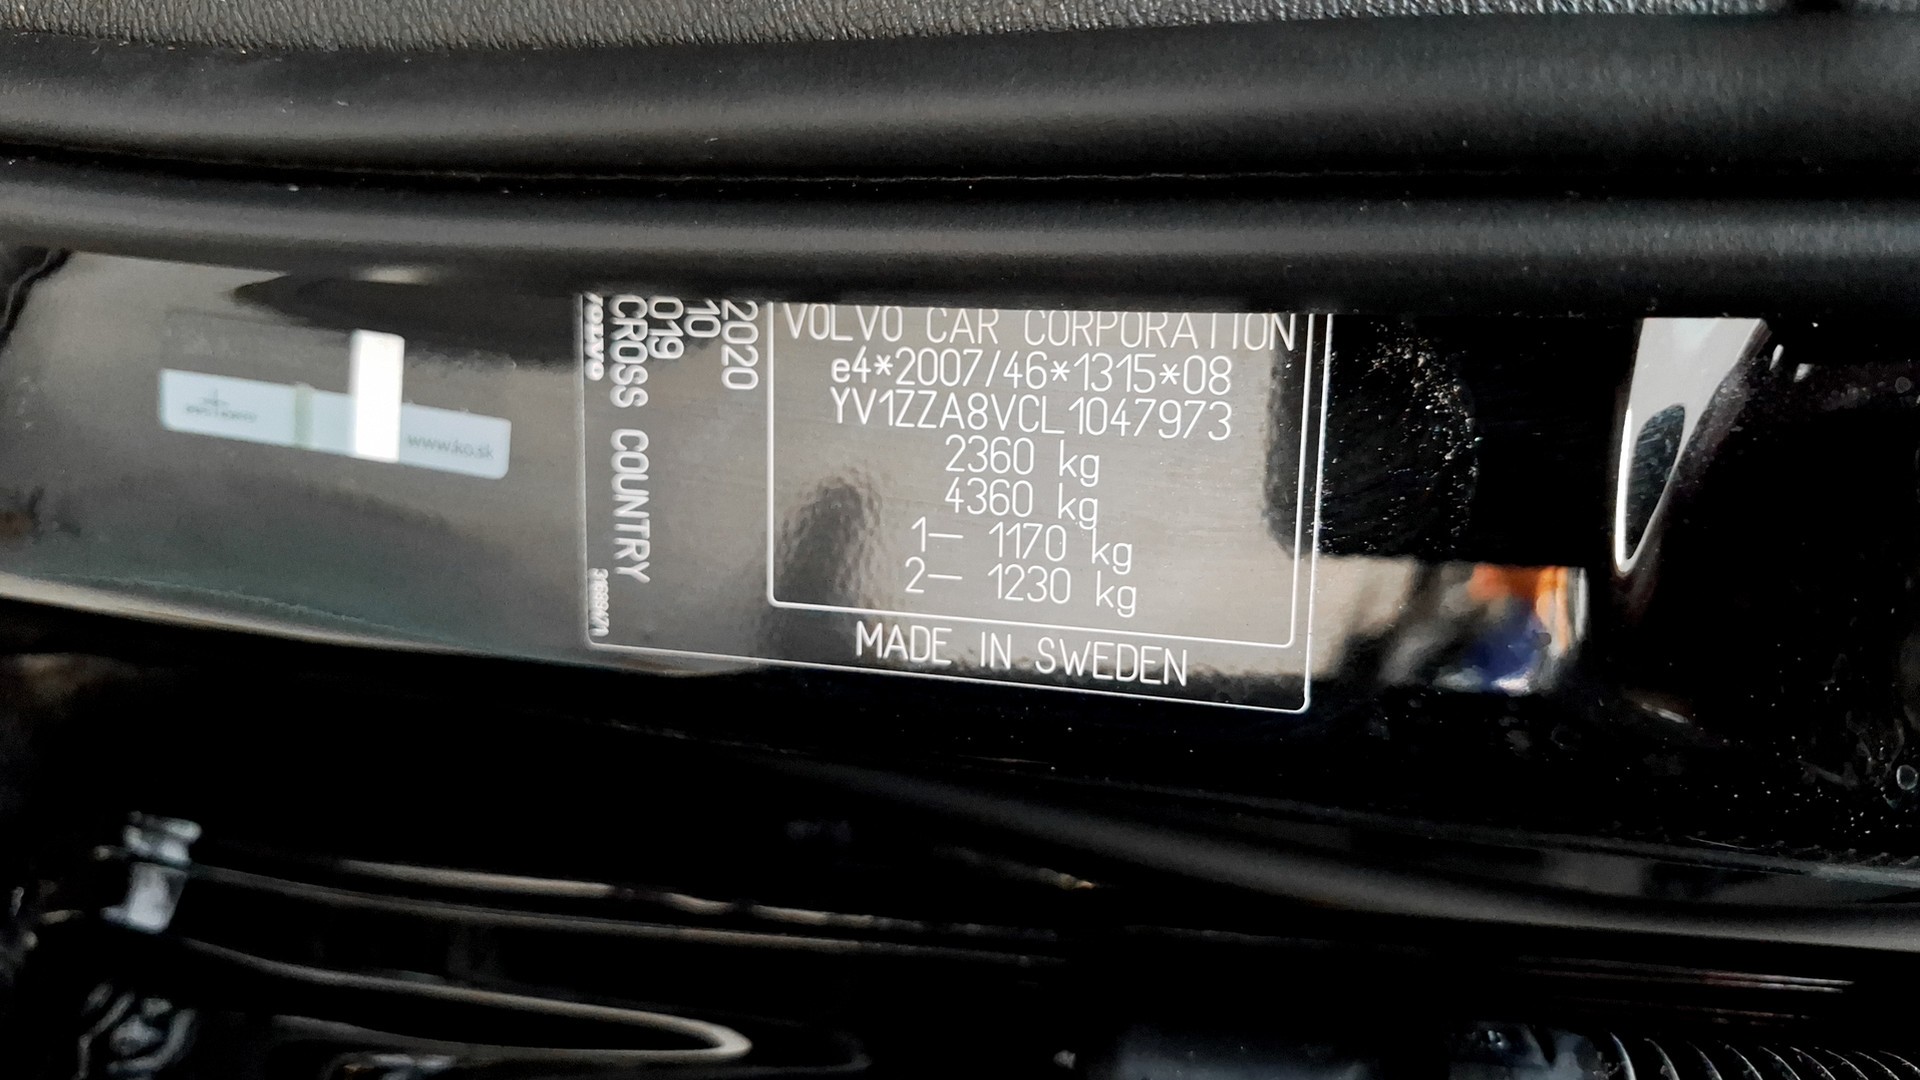 VOLVO CAR CORPORATION
e4*2007/46*1315*08
YV1ZZA8VCL1047973
2360 kg
4360 kg
1— 1170 kg
2— 1230 kg
MADE IN SWEDEN
2020
10
019
CROSS COUNTRY
VOLVO
www.ko.sk